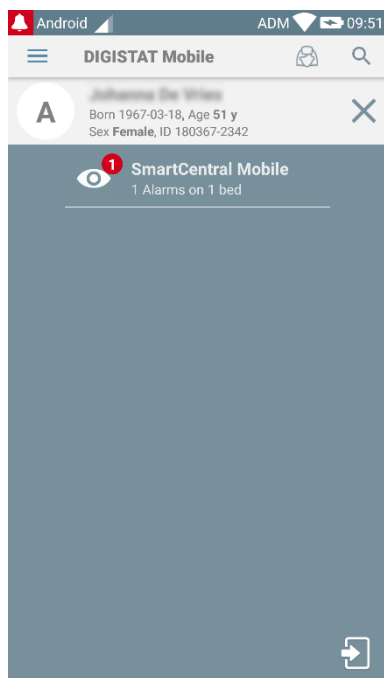 Android ADM 09:51
DIGISTAT Mobile
A
Born 1967-03-18, Age 51 y
Sex Female, ID 180367-2342
1
SmartCentral Mobile
1 Alarms on 1 bed